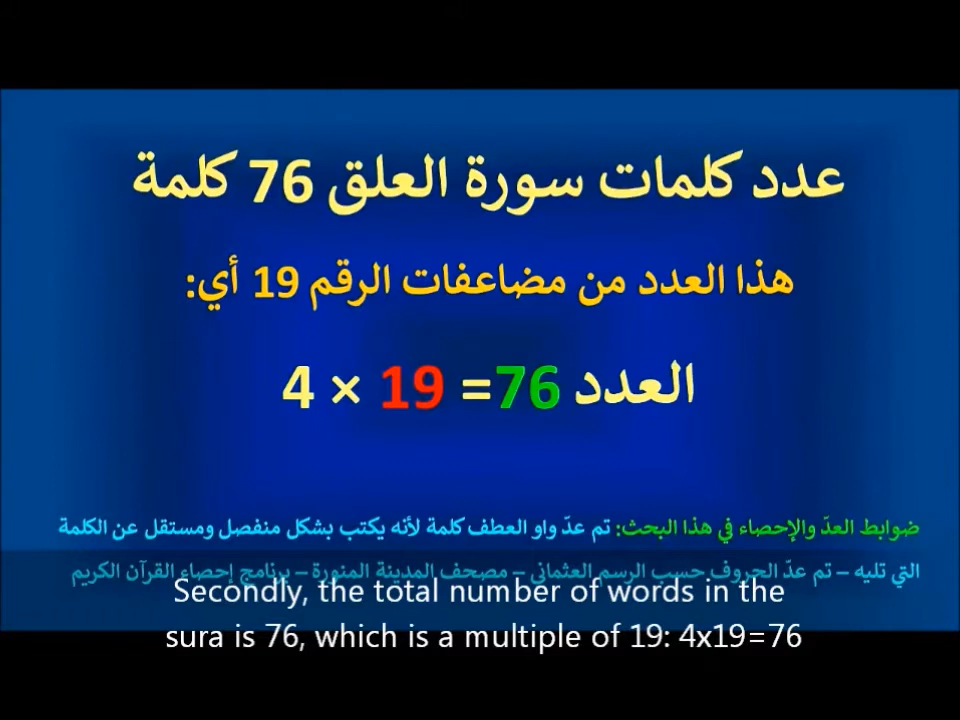 عدد كلمات سورة العلق 76 كلمة
هذا العدد من مضاعفات الرقم 19 أي:
العدد 76= 19 × 4
ضوابط العدّ والإحصاء في هذا البحث: تم عدّ واو العطف كلمة لأنه يكتب بشكل منفصل ومستقل عن الكلمة
التي تليه – تم عدّ الحروف حسب الرسم العثماني – مصحف المدينة المنورة – برنامج إحصاء القرآن الكريم
Secondly, the total number of words in the
sura is 76, which is a multiple of 19: 4x19=76